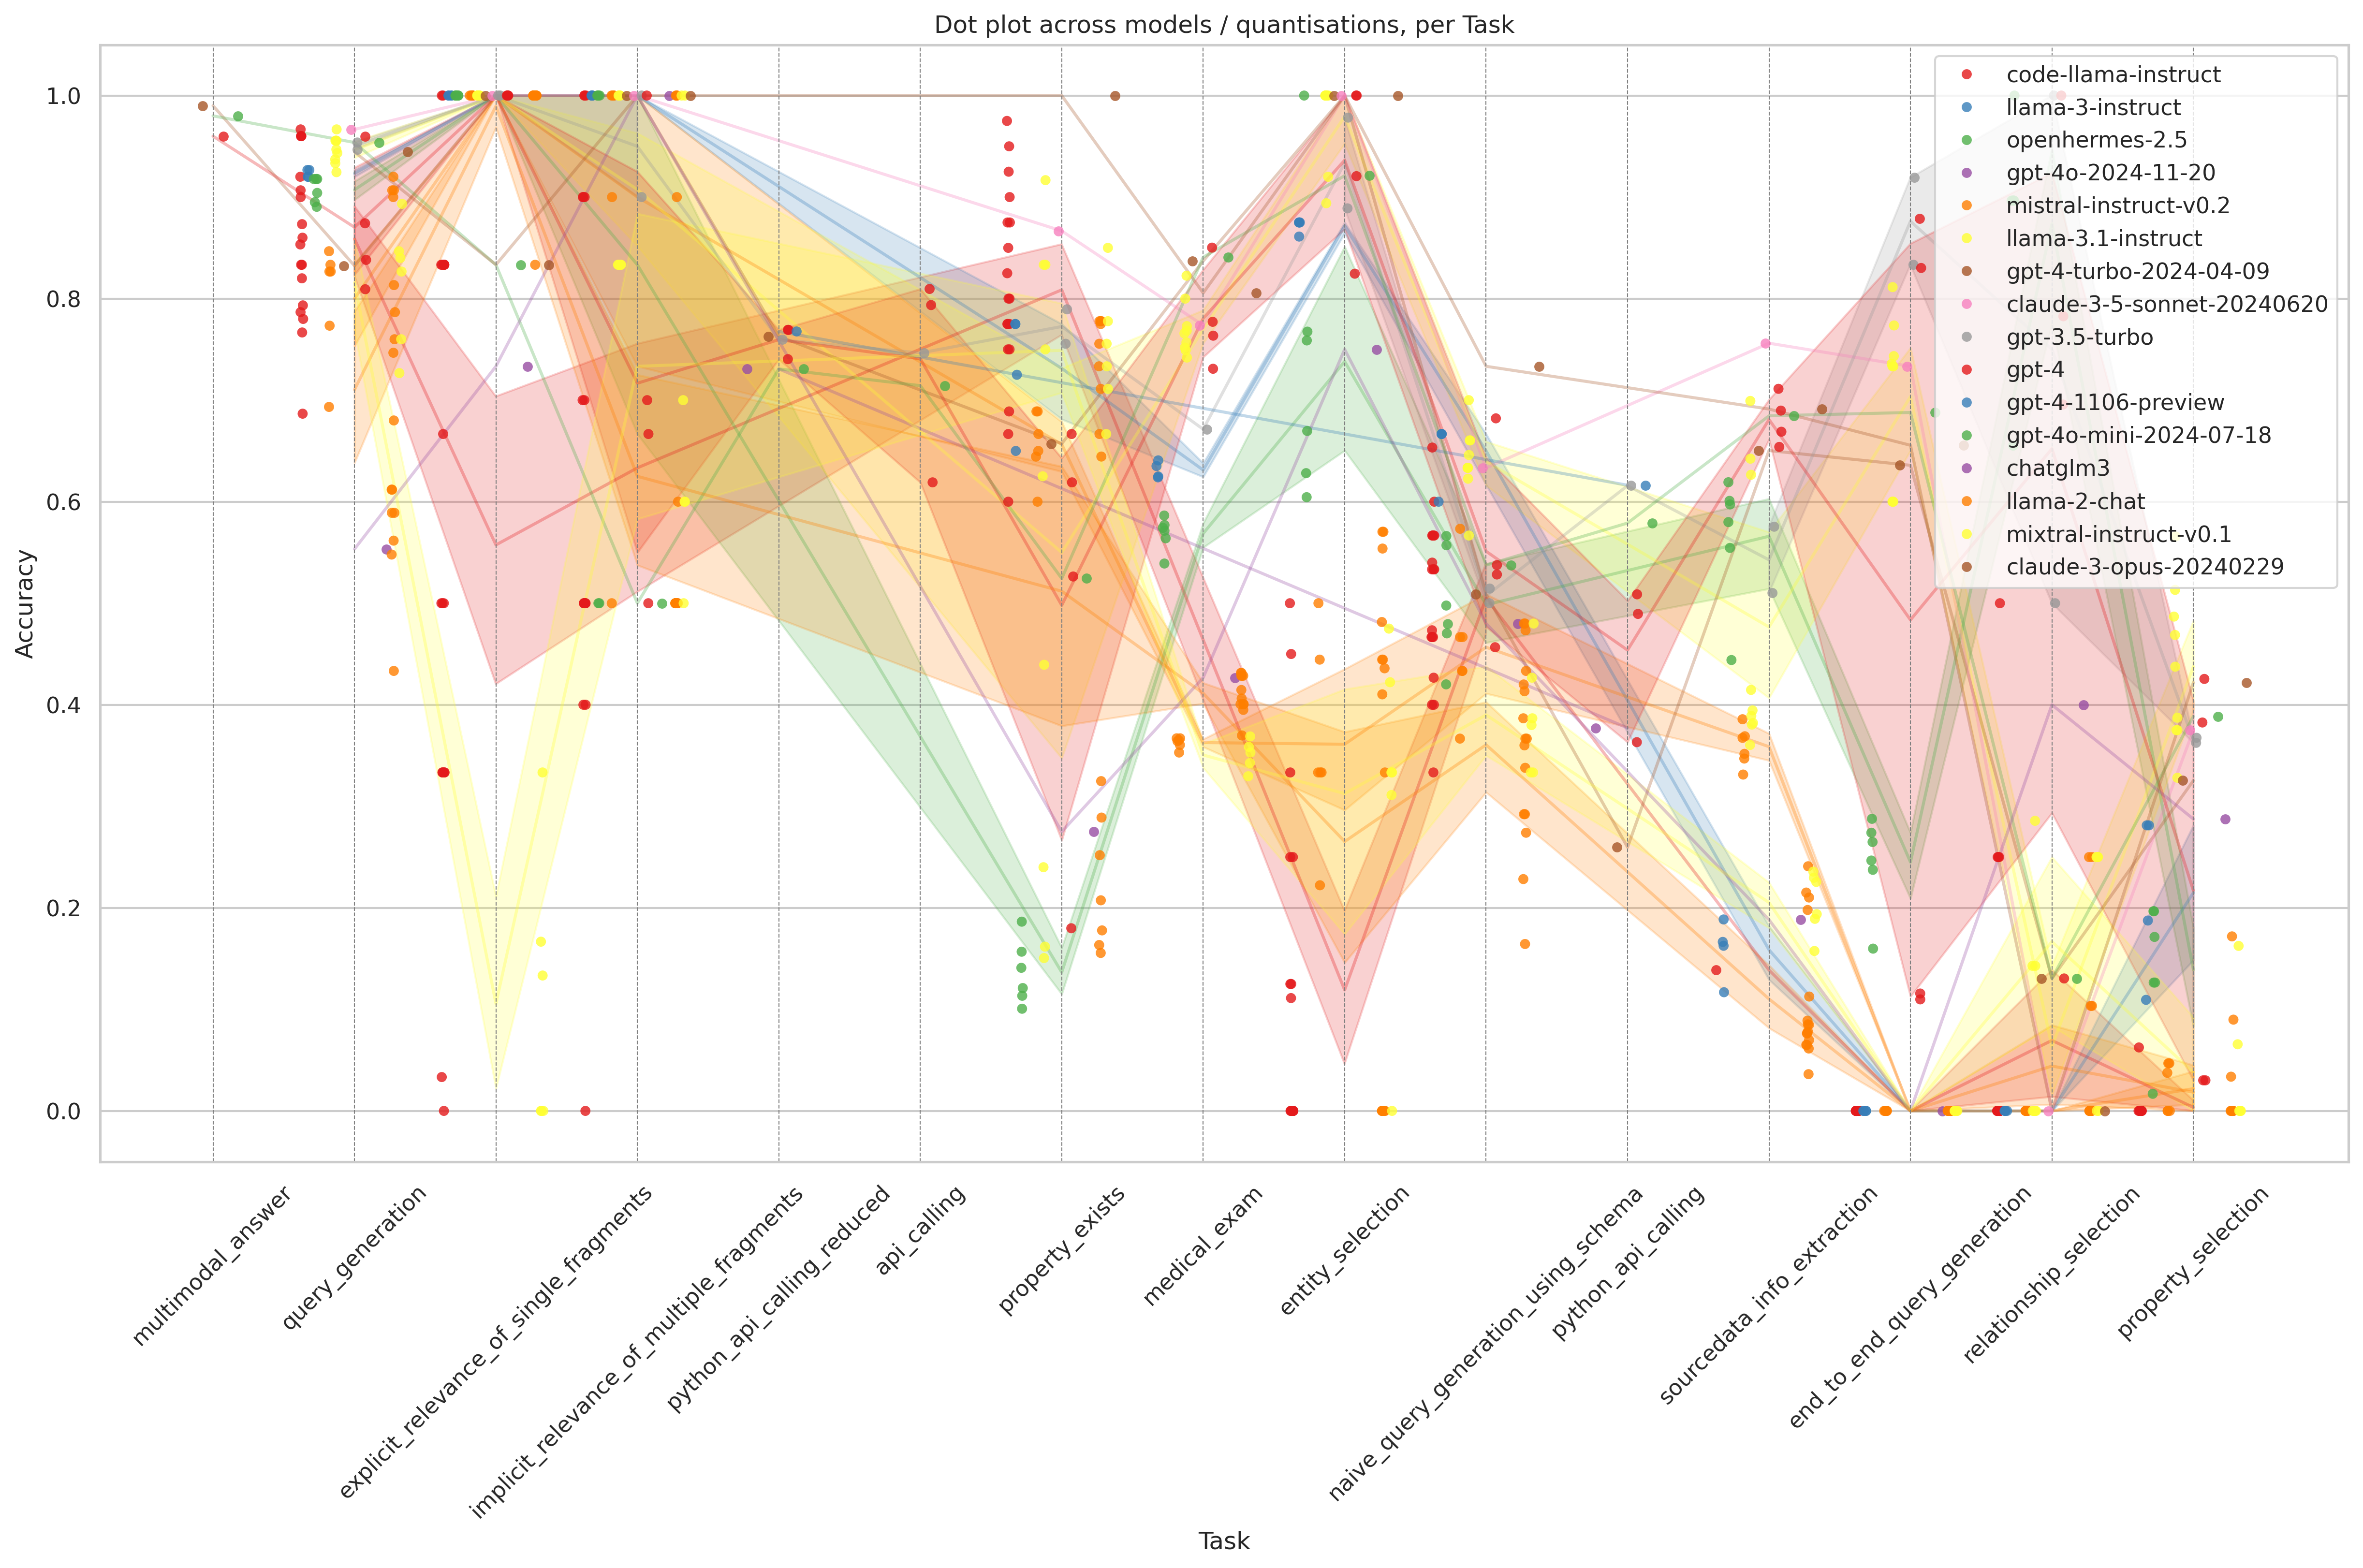 Dot plot across models / quantisations, per Task
Accuracy
1.0
0.8
0.6
0.4
0.2
0.0
code-llama-instruct
llama-3-instruct
openhermes-2.5
gpt-4o-2024-11-20
mistral-instruct-v0.2
llama-3.1-instruct
gpt-4-turbo-2024-04-09
claude-3-5-sonnet-20240620
gpt-3.5-turbo
gpt-4
gpt-4-1106-preview
gpt-4o-mini-2024-07-18
chatglm3
llama-2-chat
mixtral-instruct-v0.1
claude-3-opus-20240229
multimodal_answer
query_generation
explicit_relevance_of_single_fragments
implicit_relevance_of_multiple_fragments
python_api_calling_reduced
api_calling
property_exists
medical_exam
entity_selection
naive_query_generation_using_schema
python_api_calling
sourcedata_info_extraction
end_to_end_query_generation
relationship_selection
property_selection
Task